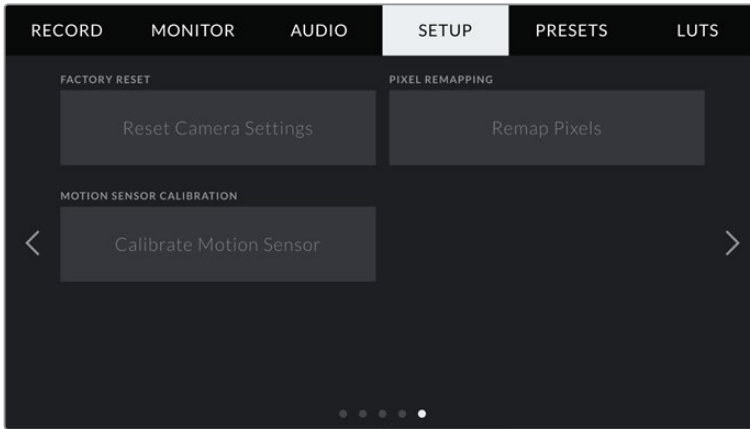 RECORD MONITOR AUDIO SETUP PRESETS LUTS
FACTORY RESET PIXEL REMAPPING
Reset Camera Settings Remap Pixels
MOTION SENSOR CALIBRATION
Calibrate Motion Sensor